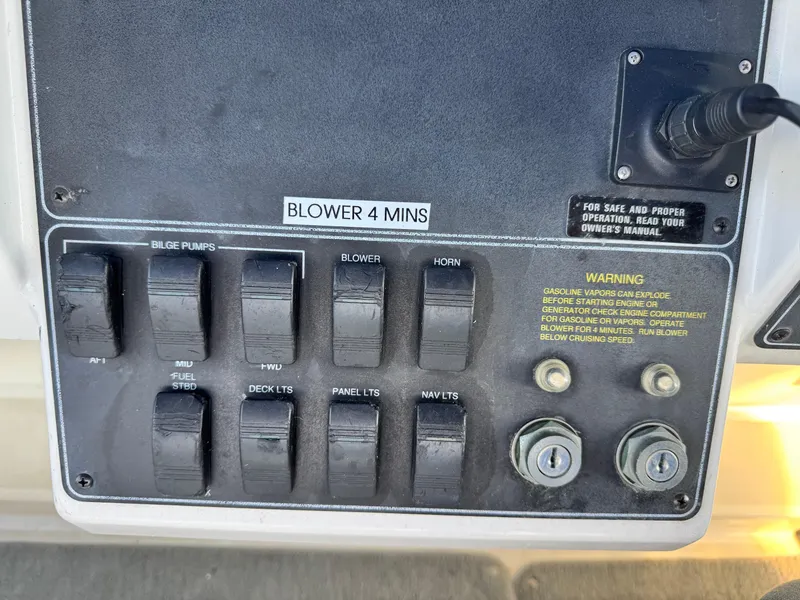 BLOWER 4 MINS
FOR SAFE AND PROPER
OPERATION, READ YOUR
OWNER'S MANUAL
BILGE PUMPS
BLOWER
HORN
AFT
MID
FWD
WARNING
GASOLINE VAPORS CAN EXPLODE.
BEFORE STARTING ENGINE OR
GENERATOR CHECK ENGINE COMPARTMENT
FOR GASOLINE OR VAPORS. OPERATE
BLOWER FOR 4 MINUTES. RUN BLOWER
BELOW CRUISING SPEED.
FUEL
STBD
DECK LTS
PANEL LTS
NAV LTS